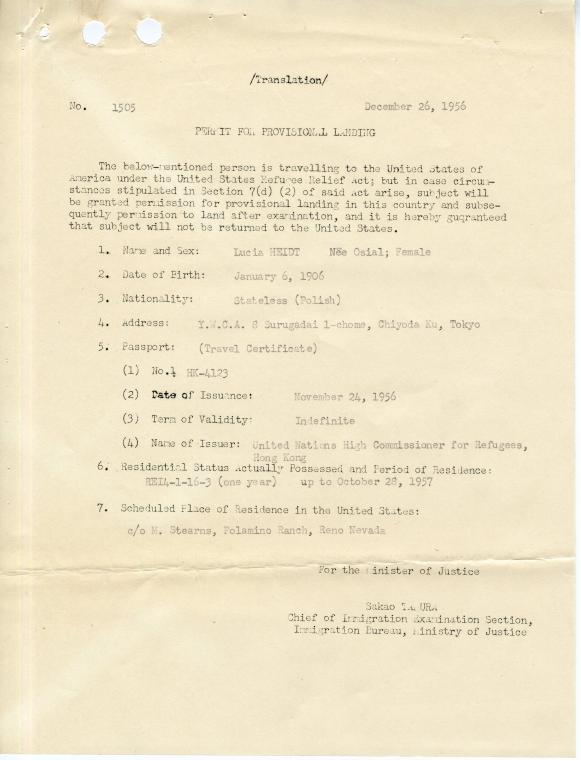 /Translation/
No. 1505 December 26, 1956
PERMIT FOR PROVISIONAL LANDING
The below-mentioned person is travelling to the United States of
America under the United States Refugee Relief Act; but in case circum-
stances stipulated in Section 7(d) (2) of said Act arise, subject will
be granted permission for provisional landing in this country and subse-
quently permission to land after examination, and it is hereby guqranteed
that subject will not be returned to the United States.
1. Name and Sex: Lucia HEIDT Née Osial; Female
2. Date of Birth: January 6, 1906
3. Nationality: Stateless (Polish)
4. Address: Y.W.C.A. 8 Surugadai 1-chome, Chiyoda Ku, Tokyo
5. Passport: (Travel Certificate)
(1) No. HK-4123
(2) Date of Issuance: November 24, 1956
(3) Term of Validity: Indefinite
(4) Name of Issuer: United Nations High Commissioner for Refugees,
Hong Kong
6. Residential Status Actually Possessed and Period of Residence:
REI4-1-16-3 (one year) up to October 28, 1957
7. Scheduled Place of Residence in the United States:
c/o M. Stearns, Folamino Ranch, Reno Nevada
For the Minister of Justice
Sakao
Chief of Immigration Examination Section,
Immigration Bureau, Ministry of Justice